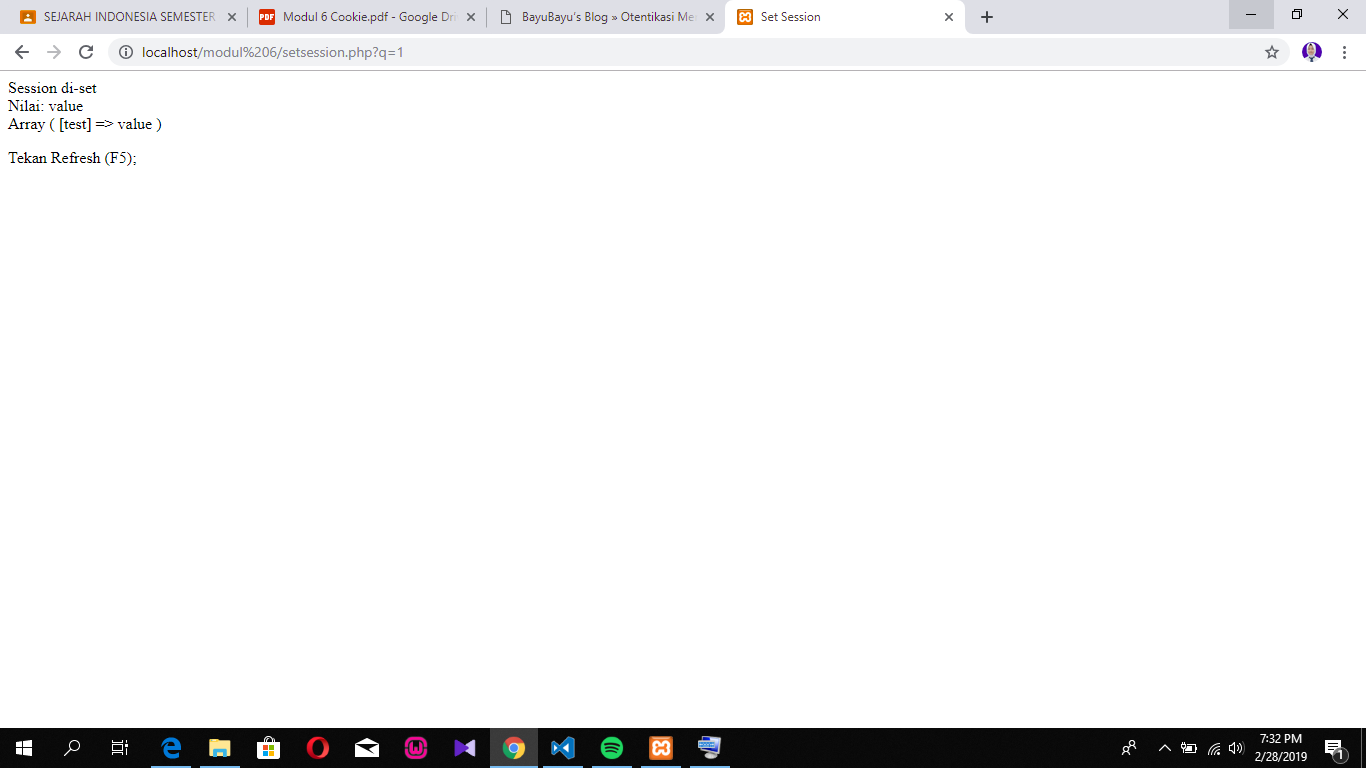 SEJARAH INDONESIA SEMESTER
Modul 6 Cookie.pdf - Google Dri
BayuBayu's Blog » Otentikasi Me
Set Session
localhost/modul%206/setsession.php?q=1
Session di-set
Nilai: value
Array ( [test] => value )
Tekan Refresh (F5);
7:32 PM
2/28/2019
1